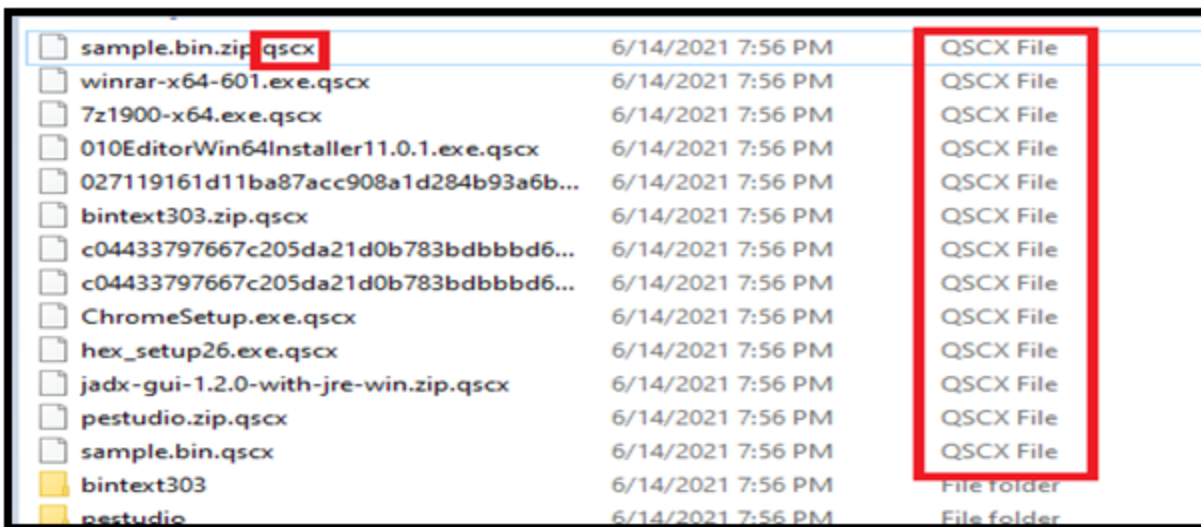 sample.bin.zip.qscx 6/14/2021 7:56 PM QSCX File
winrar-x64-601.exe.qscx 6/14/2021 7:56 PM QSCX File
7z1900-x64.exe.qscx 6/14/2021 7:56 PM QSCX File
010EditorWin64Installer11.0.1.exe.qscx 6/14/2021 7:56 PM QSCX File
027119161d11ba87acc908a1d284b93a6b... 6/14/2021 7:56 PM QSCX File
bintext303.zip.qscx 6/14/2021 7:56 PM QSCX File
c04433797667c205da21d0b783bdbbbd6... 6/14/2021 7:56 PM QSCX File
c04433797667c205da21d0b783bdbbbd6... 6/14/2021 7:56 PM QSCX File
ChromeSetup.exe.qscx 6/14/2021 7:56 PM QSCX File
hex_setup26.exe.qscx 6/14/2021 7:56 PM QSCX File
jadx-gui-1.2.0-with-jre-win.zip.qscx 6/14/2021 7:56 PM QSCX File
pestudio.zip.qscx 6/14/2021 7:56 PM QSCX File
sample.bin.qscx 6/14/2021 7:56 PM QSCX File
bintext303 6/14/2021 7:56 PM File folder
pestudio 6/14/2021 7:56 PM File folder